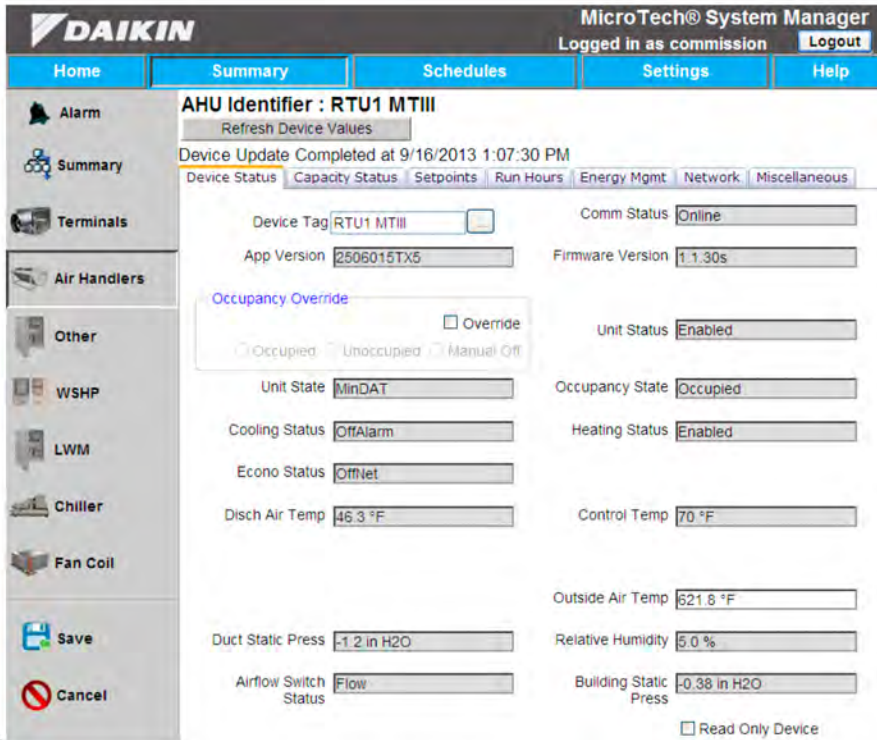 DAIKIN
MicroTech® System Manager
Logged in as commission Logout
Home Summary Schedules Settings Help
Alarm
Summary
Terminals
Air Handlers
Other
WSHP
LWM
Chiller
Fan Coil
Save
Cancel
AHU Identifier : RTU1 MTIII
Refresh Device Values
Device Update Completed at 9/16/2013 1:07:30 PM
Device Status Capacity Status Setpoints Run Hours Energy Mgmt Network Miscellaneous
Device Tag RTU1 MTIII ... Comm Status Online
App Version 2506015TX5 Firmware Version 1.1.30s
Occupancy Override
Override
Occupied Unoccupied Manual Off
Unit Status Enabled
Unit State MinDAT Occupancy State Occupied
Cooling Status OffAlarm Heating Status Enabled
Econo Status OffNet
Disch Air Temp 46.3 °F Control Temp 70 °F
Outside Air Temp 621.8 °F
Duct Static Press -1.2 in H2O Relative Humidity 5.0 %
Airflow Switch Status Flow Building Static Press -0.38 in H2O
Read Only Device